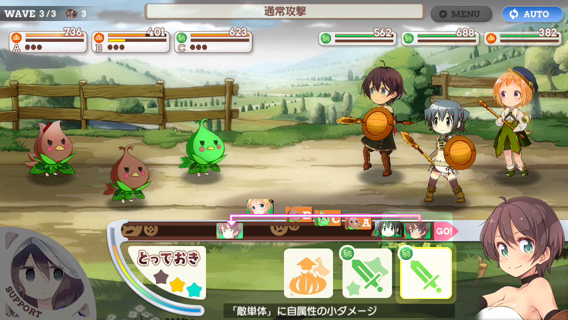 WAVE 3/3 3
通常攻撃
MENU
AUTO
736
401
623
562
688
382
A
B
C
B
C
A
GO!
とっておき
SUPPORT
「敵単体」に自属性の小ダメージ